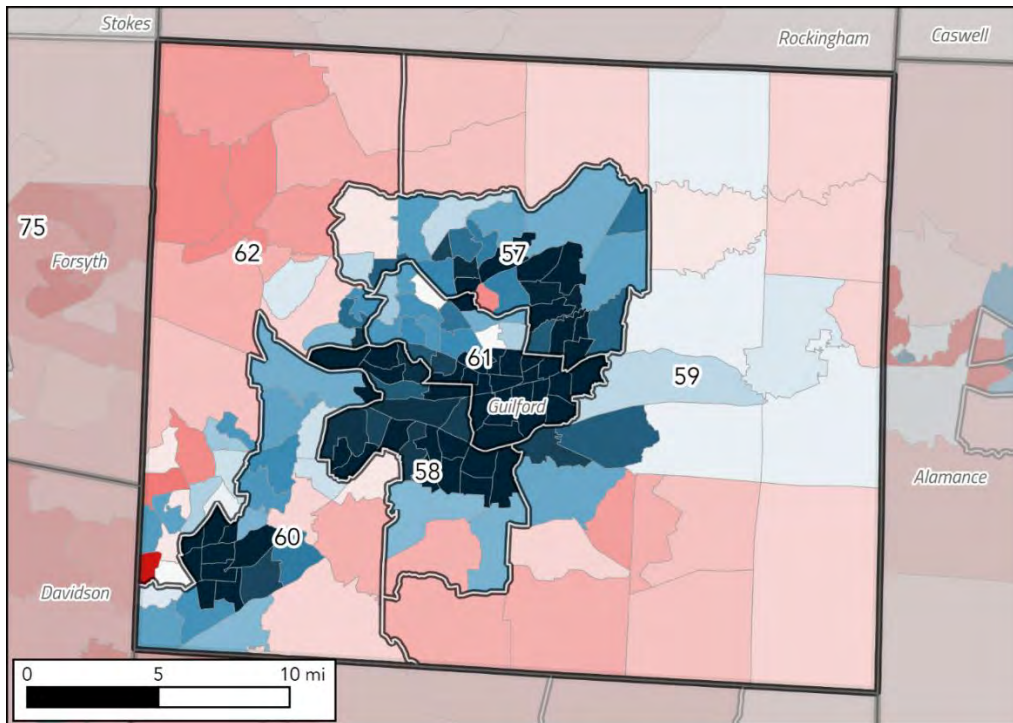 Stokes
Rockingham
Caswell
75
Forsyth
62
57
61
59
Guilford
58
Alamance
60
Davidson
0 5 10 mi